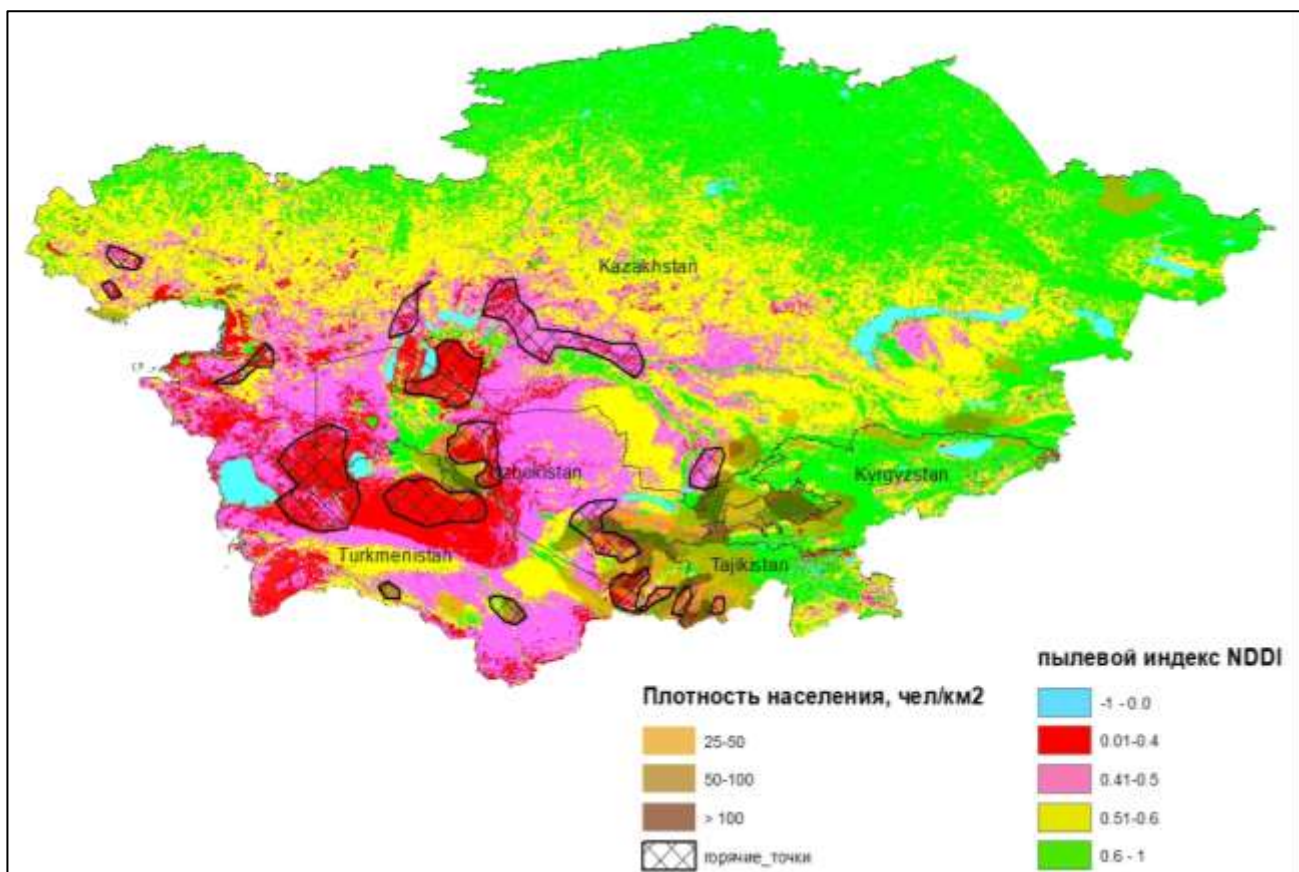 Kazakhstan
Uzbekistan
Kyrgyzstan
Turkmenistan
Tajikistan
Плотность населения, чел/км2
25-50
50-100
> 100
горячие_точки
пылевой индекс NDDI
-1 - 0.0
0.01-0.4
0.41-0.5
0.51-0.6
0.6 - 1